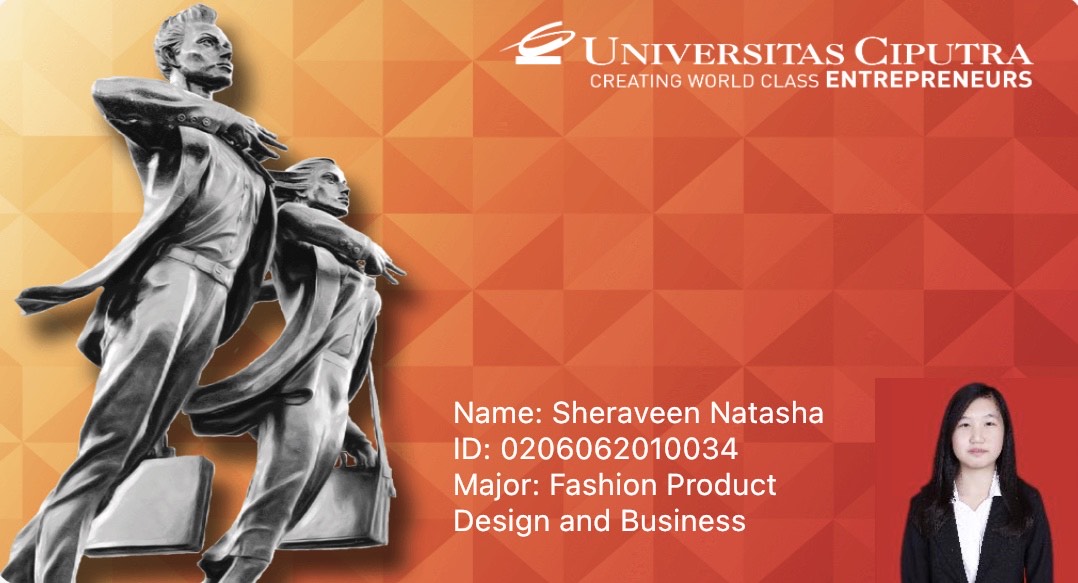 UNIVERSITAS CIPUTRA
CREATING WORLD CLASS ENTREPRENEURS
Name: Sheraveen Natasha
ID: 0206062010034
Major: Fashion Product
Design and Business